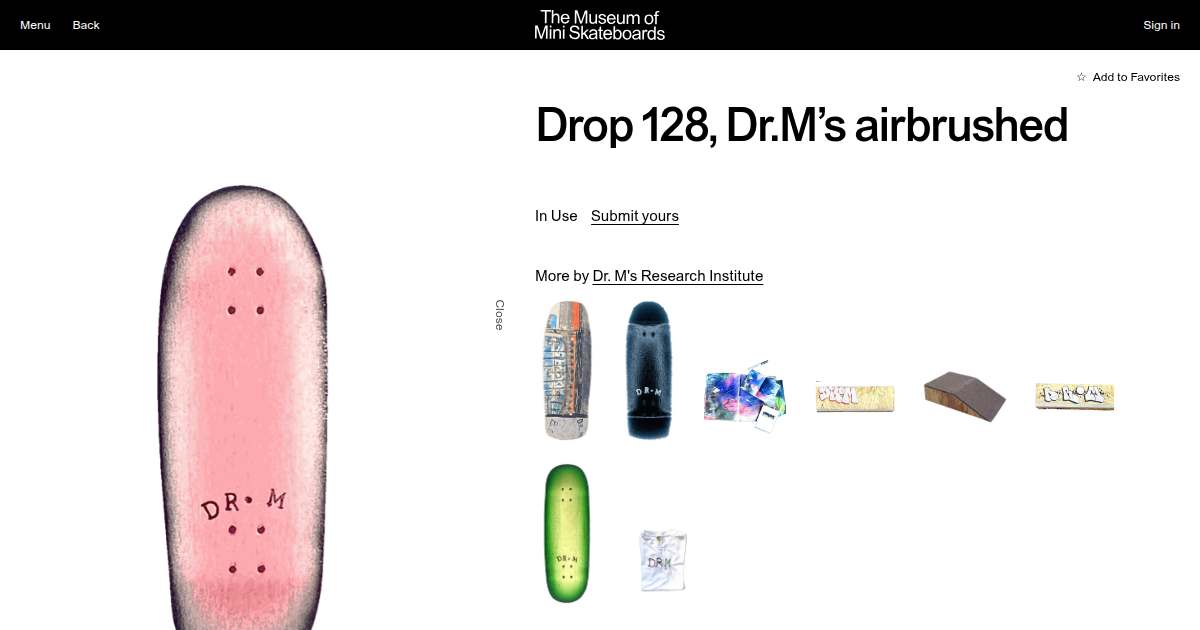 Menu
Back
The Museum of
Mini Skateboards
Sign in
☆ Add to Favorites
Drop 128, Dr.M’s airbrushed
In Use
Submit yours
More by Dr. M's Research Institute
Close
DR•M
DR•M
DR•M
DRM